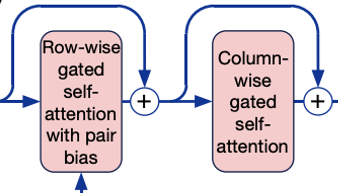 Row-wise
gated
self-
attention
with pair
bias
+
Column-
wise
gated
self-
attention
+